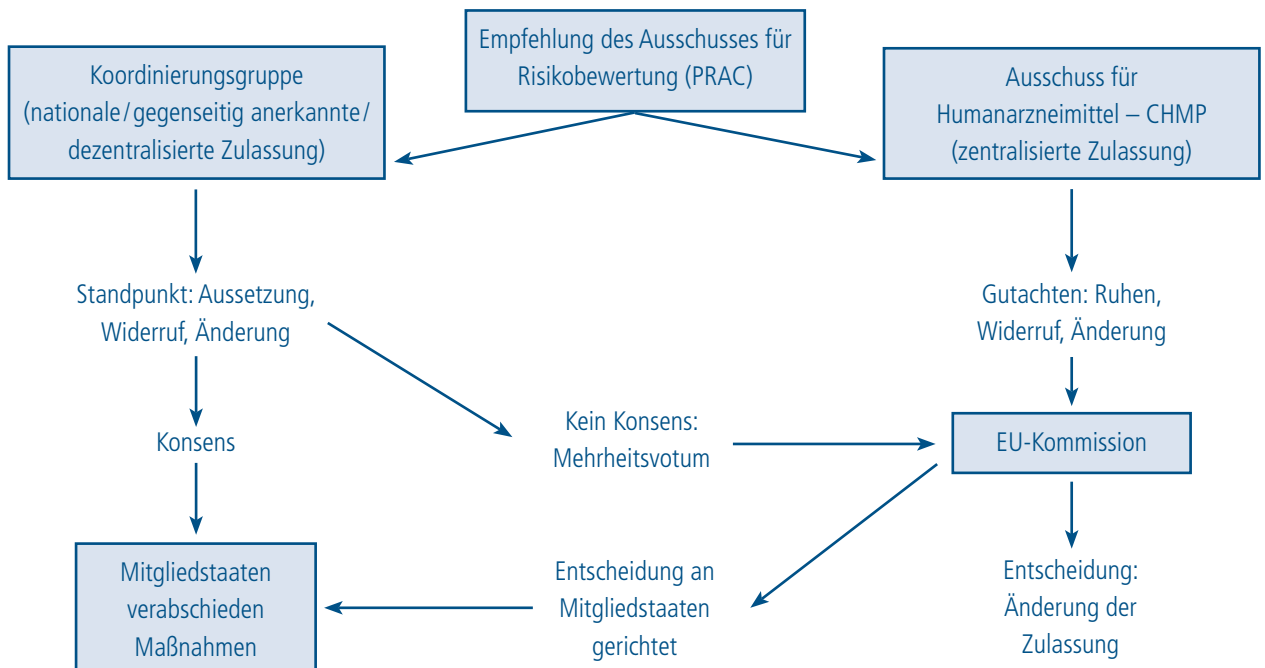 Empfehlung des Ausschusses für
Risikobewertung (PRAC)
Koordinierungsgruppe
(nationale/gegenseitig anerkannte/
dezentralisierte Zulassung)
Ausschuss für
Humanarzneimittel – CHMP
(zentralisierte Zulassung)
Standpunkt: Aussetzung,
Widerruf, Änderung
Gutachten: Ruhen,
Widerruf, Änderung
Konsens
Kein Konsens:
Mehrheitsvotum
EU-Kommission
Mitgliedstaaten
verabschieden
Maßnahmen
Entscheidung an
Mitgliedstaaten
gerichtet
Entscheidung:
Änderung der
Zulassung